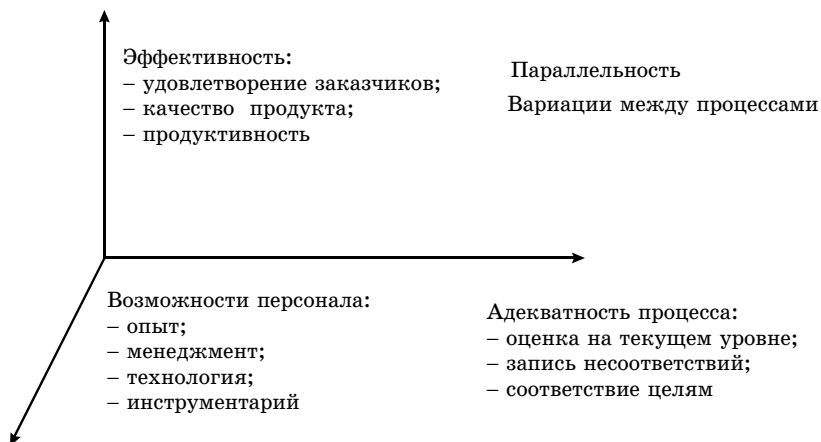 Эффективность:
– удовлетворение заказчиков;
– качество продукта;
– продуктивность
Параллельность
Вариации между процессами
Возможности персонала:
– опыт;
– менеджмент;
– технология;
– инструментарий
Адекватность процесса:
– оценка на текущем уровне;
– запись несоответствий;
– соответствие целям